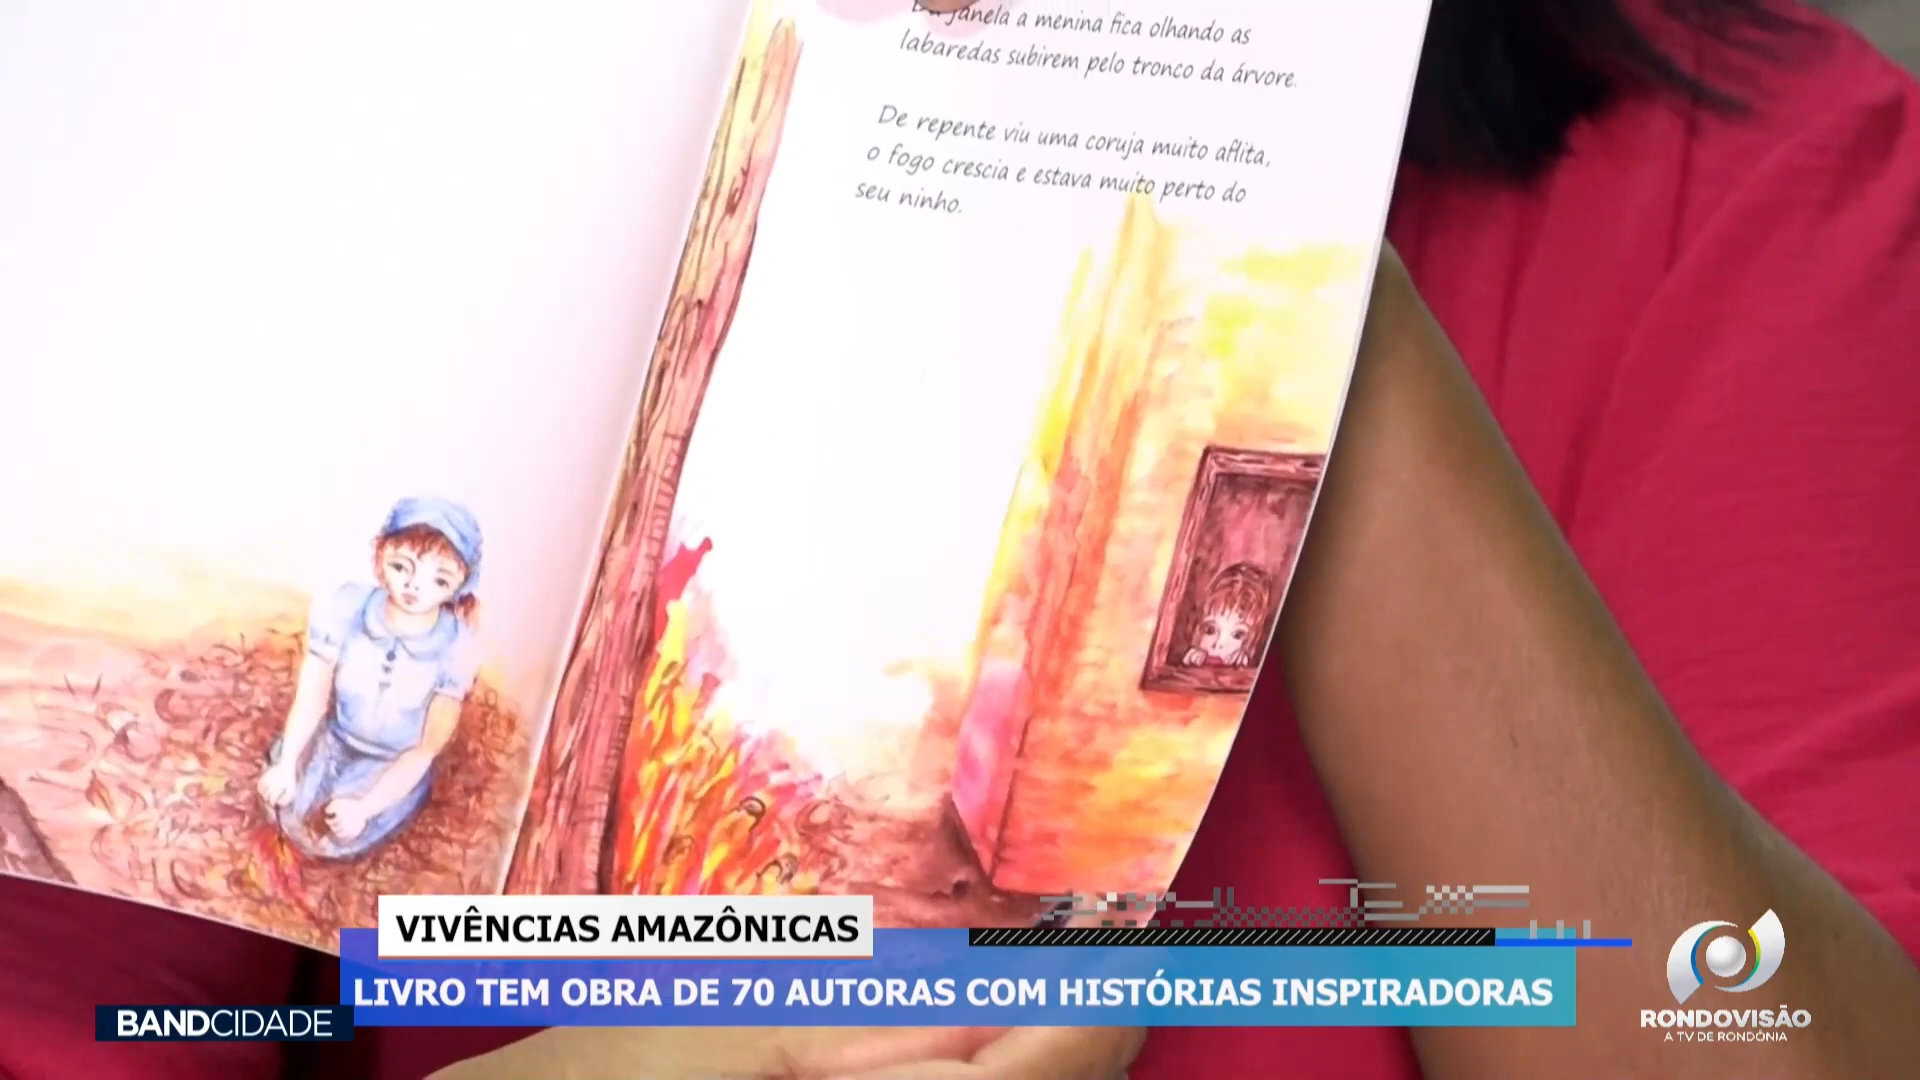 Da janela a menina fica olhando as
labaredas subirem pelo tronco da árvore.
De repente viu uma coruja muito aflita,
o fogo crescia e estava muito perto do
seu ninho.
VIVÊNCIAS AMAZÔNICAS
LIVRO TEM OBRA DE 70 AUTORAS COM HISTÓRIAS INSPIRADORAS
BANDCIDADE
RONDOVISÃO
A TV DE RONDÔNIA